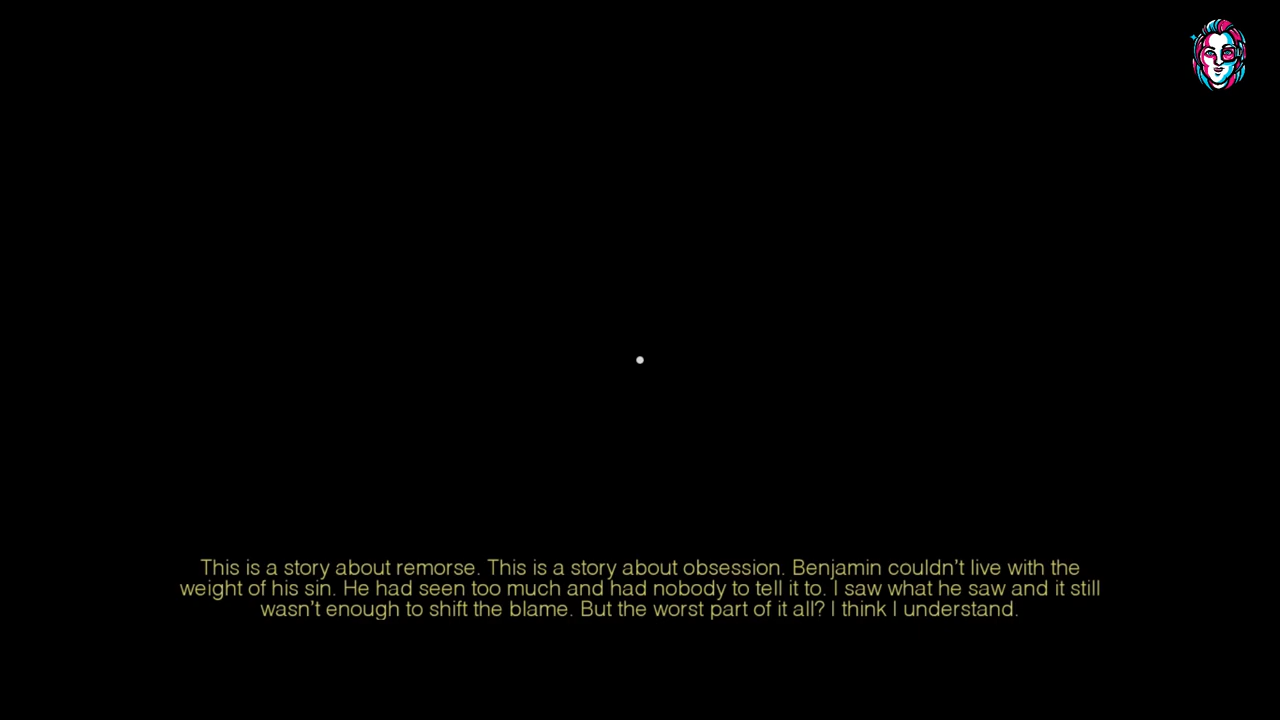 This is a story about remorse. This is a story about obsession. Benjamin couldn't live with the
weight of his sin. He had seen too much and had nobody to tell it to. I saw what he saw and it still
wasn't enough to shift the blame. But the worst part of it all? I think I understand.